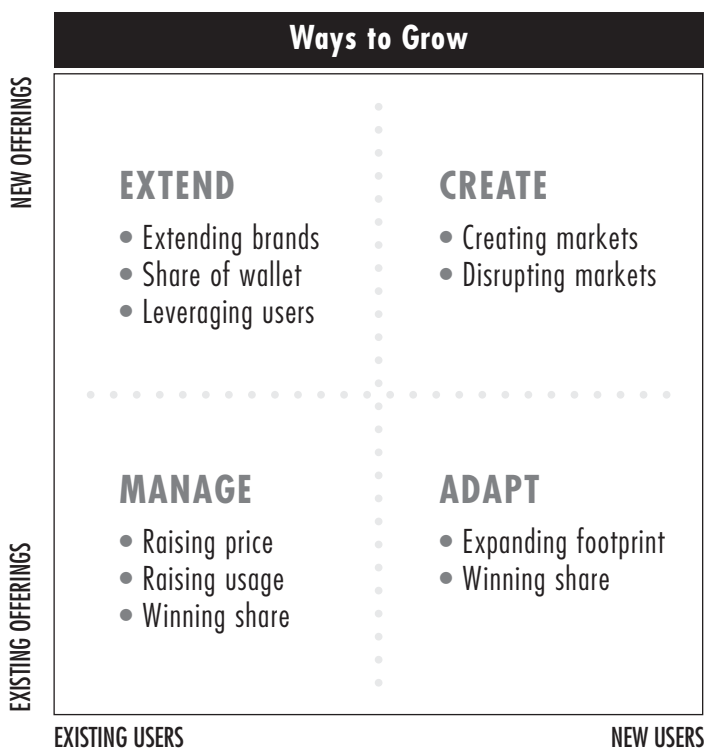 Ways to Grow
NEW OFFERINGS
EXTEND
• Extending brands
• Share of wallet
• Leveraging users
CREATE
• Creating markets
• Disrupting markets
EXISTING OFFERINGS
MANAGE
• Raising price
• Raising usage
• Winning share
ADAPT
• Expanding footprint
• Winning share
EXISTING USERS
NEW USERS